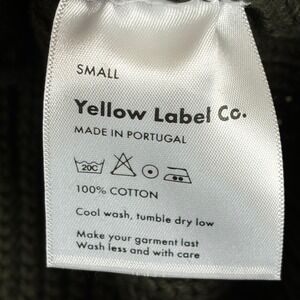 SMALL
Yellow Label Co.
MADE IN PORTUGAL
20C
100% COTTON
Cool wash, tumble dry low
Make your garment last
Wash less and with care